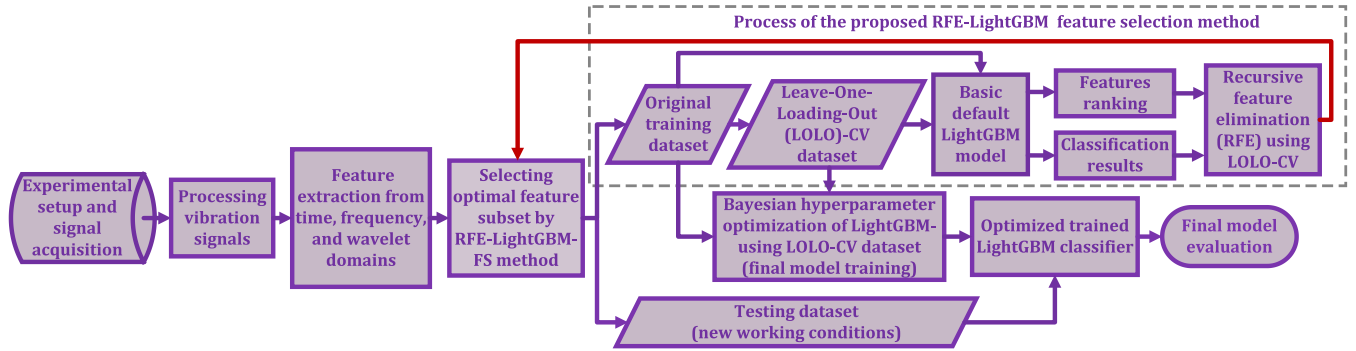 Process of the proposed RFE-LightGBM feature selection method
Experimental
setup and
signal
acquisition
Processing
vibration
signals
Feature
extraction from
time, frequency,
and wavelet
domains
Selecting
optimal feature
subset by
RFE-LightGBM-
FS method
Original
training
dataset
Leave-One-
Loading-Out
(LOLO)-CV
dataset
Basic
default
LightGBM
model
Features
ranking
Classification
results
Recursive
feature
elimination
(RFE) using
LOLO-CV
Bayesian hyperparameter
optimization of LightGBM-
using LOLO-CV dataset
(final model training)
Optimized trained
LightGBM classifier
Final model
evaluation
Testing dataset
(new working conditions)